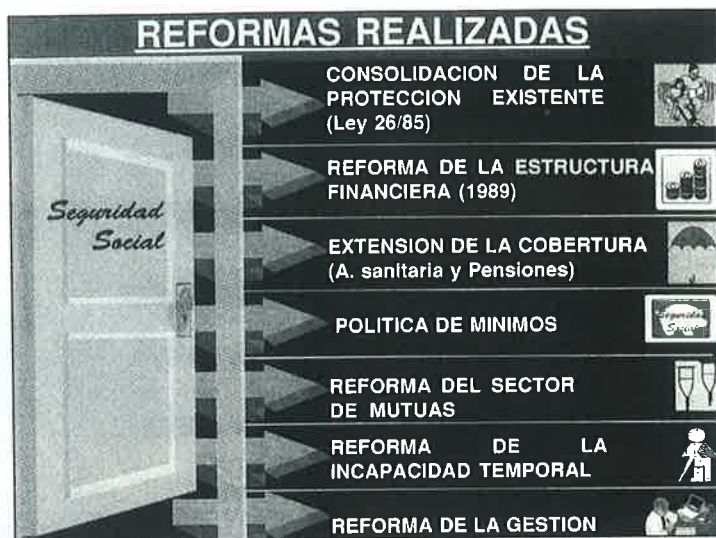 REFORMAS REALIZADAS
Seguridad
Social
CONSOLIDACION DE LA
PROTECCION EXISTENTE
(Ley 26/85)
REFORMA DE LA ESTRUCTURA
FINANCIERA (1989)
EXTENSION DE LA COBERTURA
(A. sanitaria y Pensiones)
POLITICA DE MINIMOS
Seguridad
Social
REFORMA DEL SECTOR
DE MUTUAS
REFORMA DE LA
INCAPACIDAD TEMPORAL
REFORMA DE LA GESTION